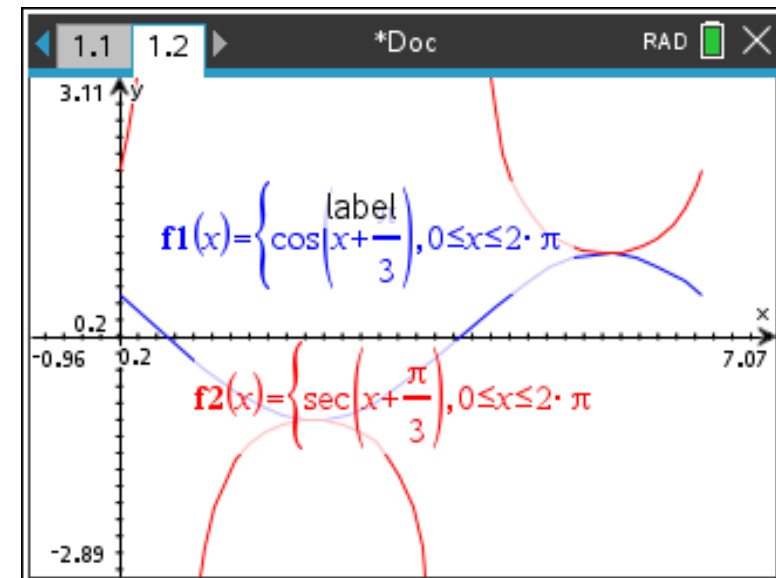 1.1 1.2 *Doc RAD
3.11 y
label
f1(x)={cos(x+π/3),0≤x≤2·π
0.2 x
-0.96 0.2 7.07
f2(x)={sec(x+π/3),0≤x≤2·π
-2.89